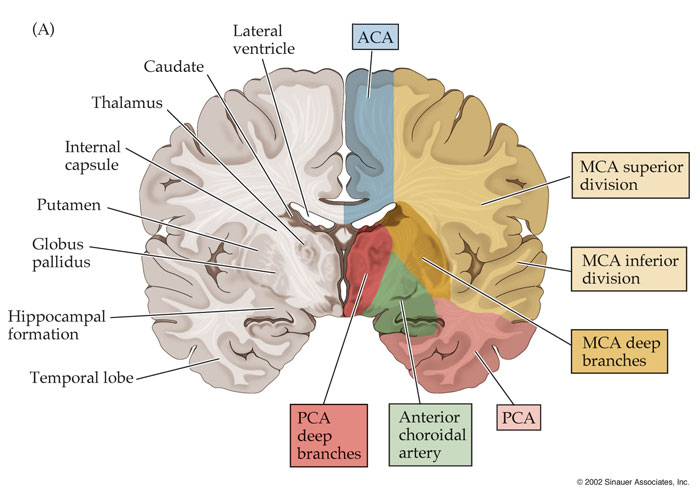 (A)
Lateral
ventricle
Caudate
Thalamus
Internal
capsule
Putamen
Globus
pallidus
Hippocampal
formation
Temporal lobe
ACA
MCA superior
division
MCA inferior
division
MCA deep
branches
PCA
Anterior
choroidal
artery
PCA
deep
branches
© 2002 Sinauer Associates, Inc.